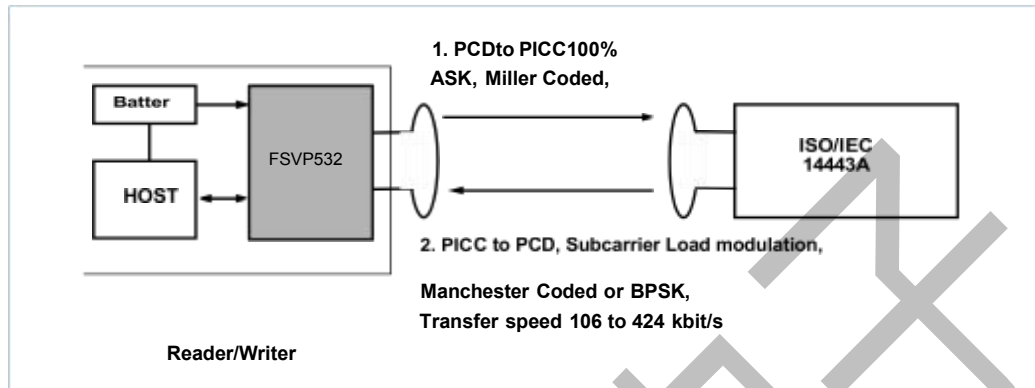 1. PCDto PICC100%
ASK, Miller Coded,
Batter
FSVP532
HOST
ISO/IEC
14443A
2. PICC to PCD, Subcarrier Load modulation,
Manchester Coded or BPSK,
Transfer speed 106 to 424 kbit/s
Reader/Writer